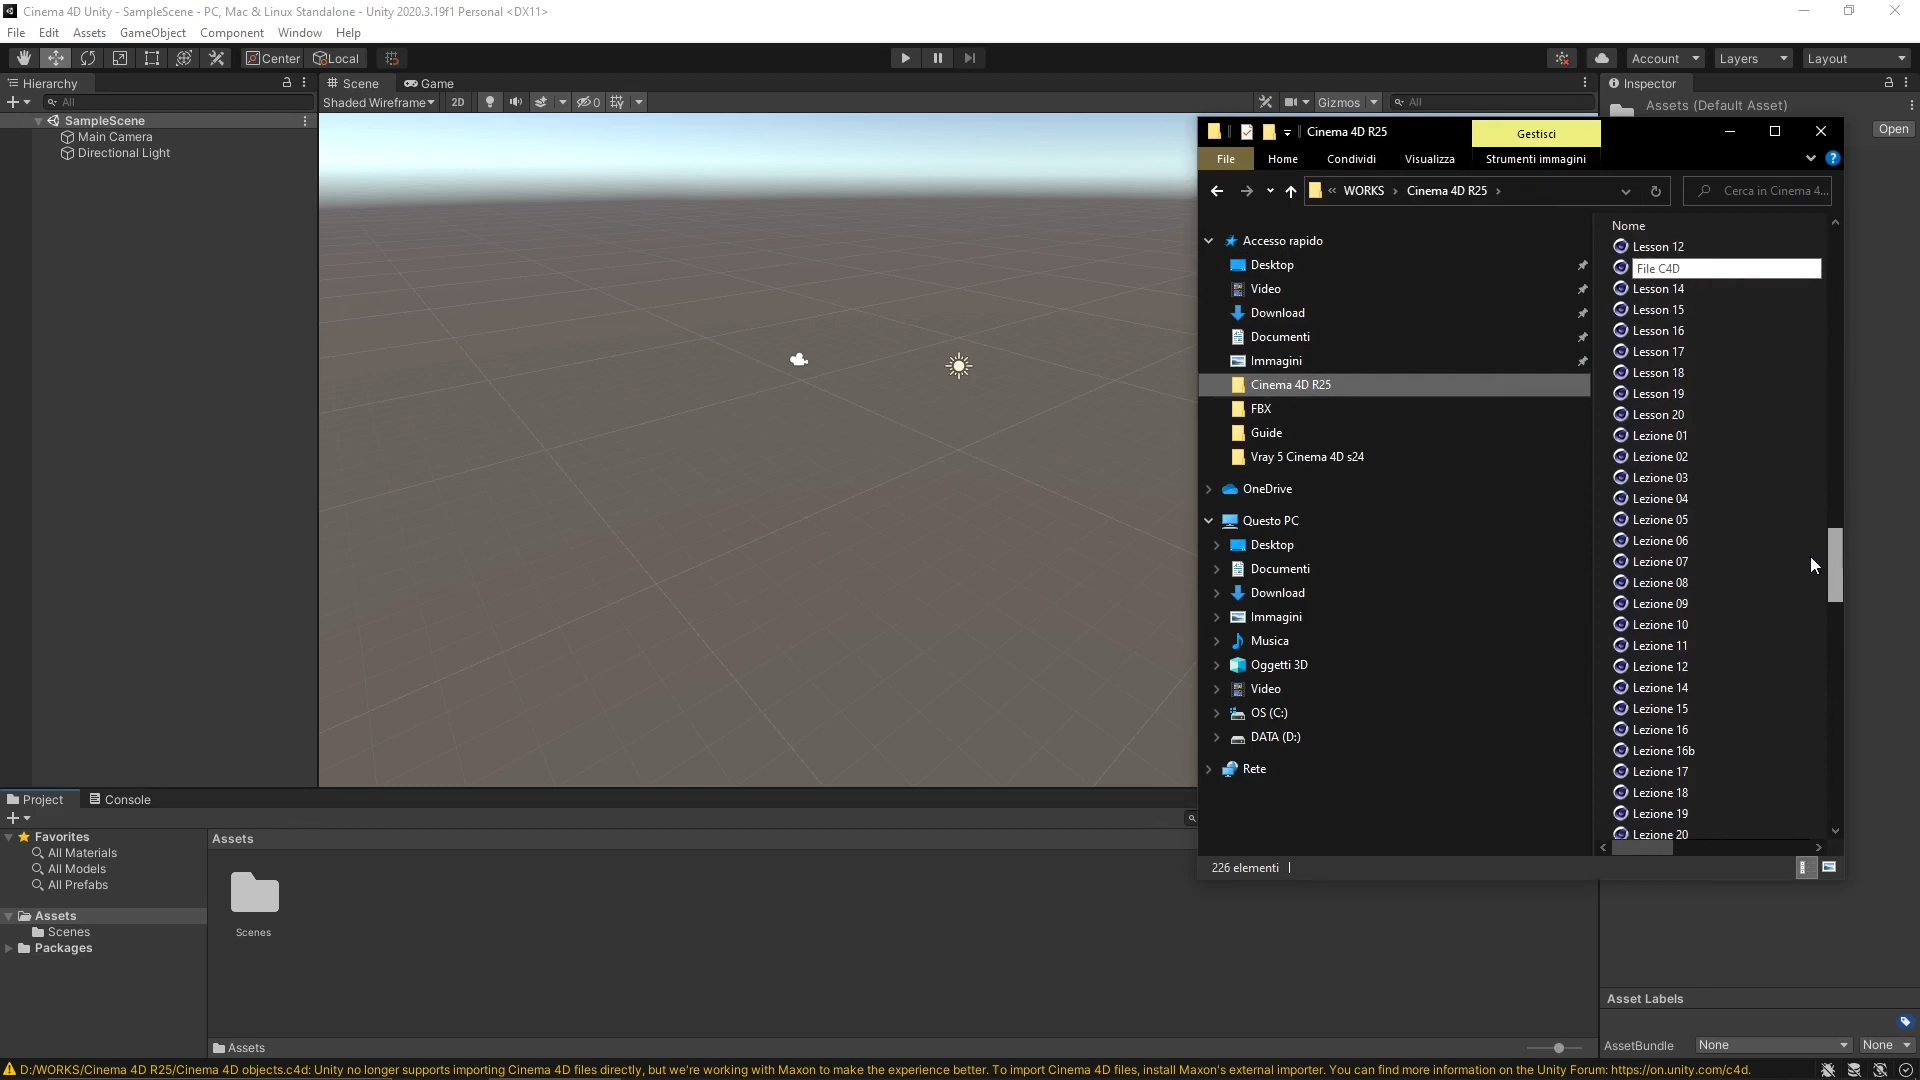 Cinema 4D Unity - SampleScene - PC, Mac & Linux Standalone - Unity 2020.3.19f1 Personal <DX11>
File Edit Assets GameObject Component Window Help
Center Local Account Layers Layout
Hierarchy
All
SampleScene
Main Camera
Directional Light
Scene Game
Shaded Wireframe 2D 0 Gizmos All
Inspector
Assets (Default Asset)
Open
Cinema 4D R25 Gestisci
File Home Condividi Visualizza Strumenti immagini
« WORKS › Cinema 4D R25 › Cerca in Cinema 4...
Accesso rapido
Desktop
Video
Download
Documenti
Immagini
Cinema 4D R25
FBX
Guide
Vray 5 Cinema 4D s24
OneDrive
Questo PC
Desktop
Documenti
Download
Immagini
Musica
Oggetti 3D
Video
OS (C:)
DATA (D:)
Rete
Nome
Lesson 12
File C4D
Lesson 14
Lesson 15
Lesson 16
Lesson 17
Lesson 18
Lesson 19
Lesson 20
Lezione 01
Lezione 02
Lezione 03
Lezione 04
Lezione 05
Lezione 06
Lezione 07
Lezione 08
Lezione 09
Lezione 10
Lezione 11
Lezione 12
Lezione 14
Lezione 15
Lezione 16
Lezione 16b
Lezione 17
Lezione 18
Lezione 19
Lezione 20
226 elementi
Project Console
Favorites
All Materials
All Models
All Prefabs
Assets
Scenes
Packages
Assets
Scenes
Assets
Asset Labels
AssetBundle None None
D:/WORKS/Cinema 4D R25/Cinema 4D objects.c4d: Unity no longer supports importing Cinema 4D files directly, but we're working with Maxon to make the experience better. To import Cinema 4D files, install Maxon's external importer. You can find more information on the Unity Forum: https://on.unity.com/c4d.